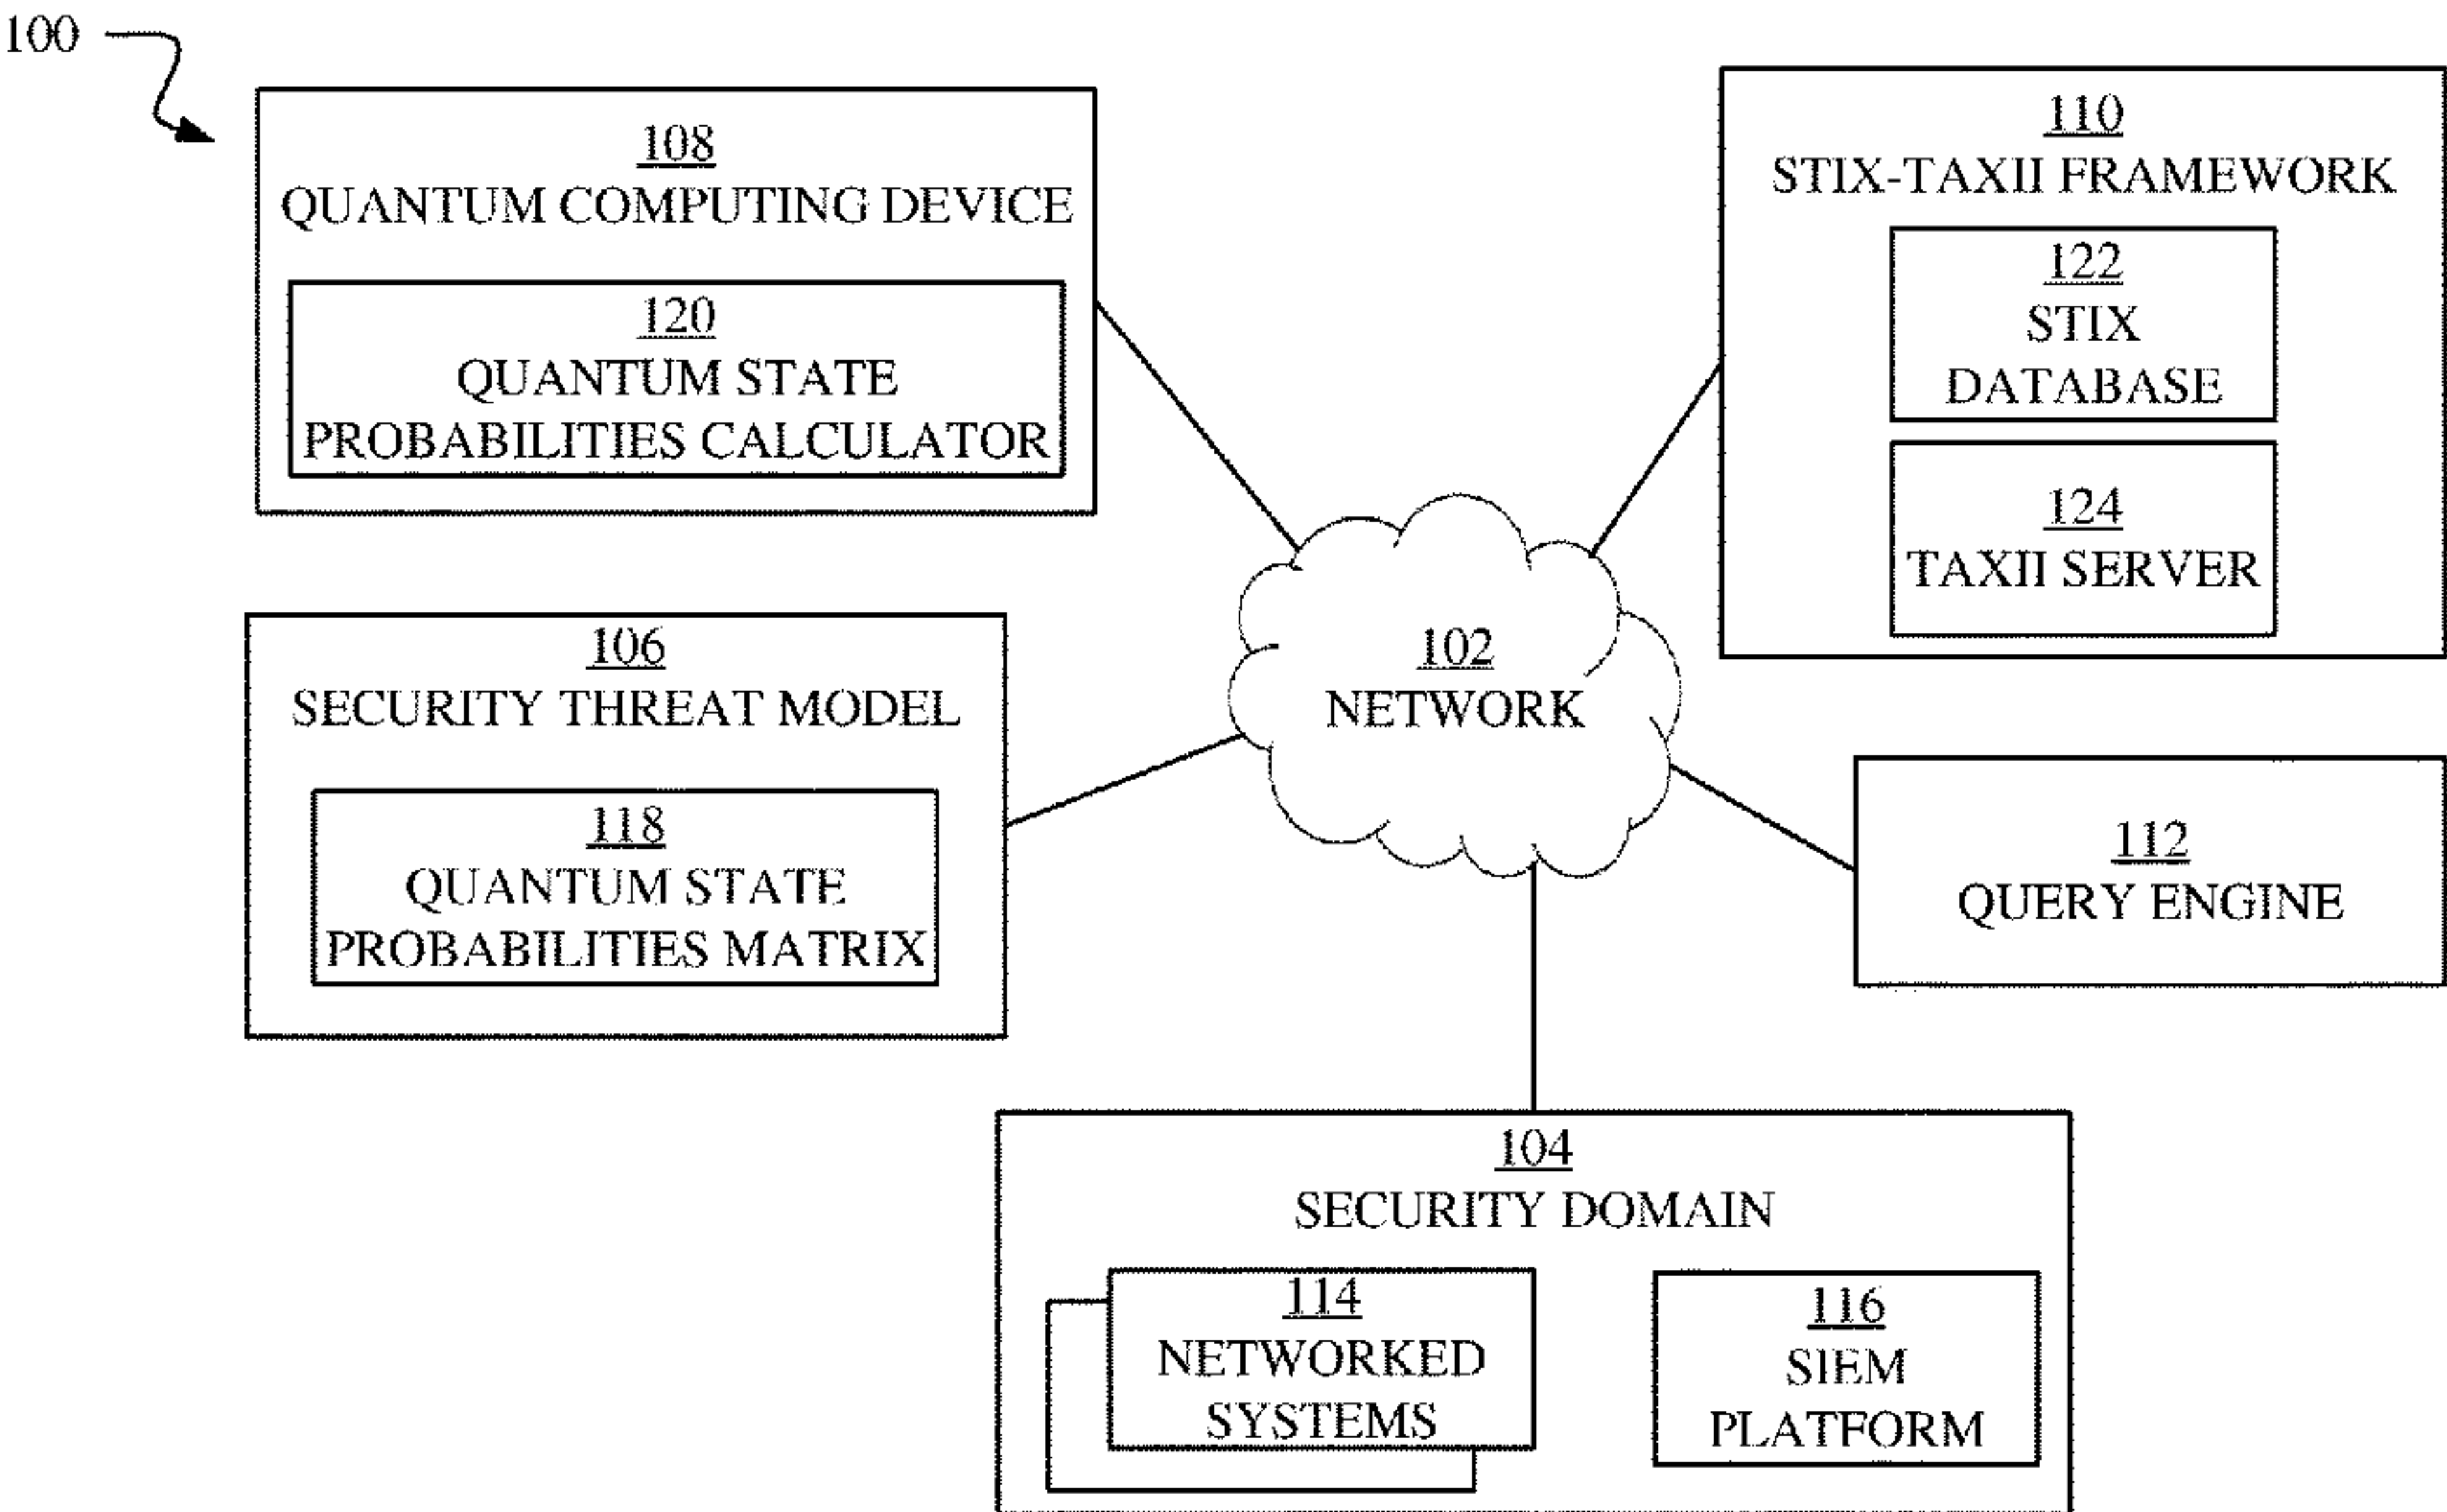 100
108
QUANTUM COMPUTING DEVICE
120
QUANTUM STATE
PROBABILITIES CALCULATOR
110
STIX-TAXII FRAMEWORK
122
STIX
DATABASE
124
TAXII SERVER
106
SECURITY THREAT MODEL
118
QUANTUM STATE
PROBABILITIES MATRIX
102
NETWORK
112
QUERY ENGINE
104
SECURITY DOMAIN
114
NETWORKED
SYSTEMS
116
SIEM
PLATFORM